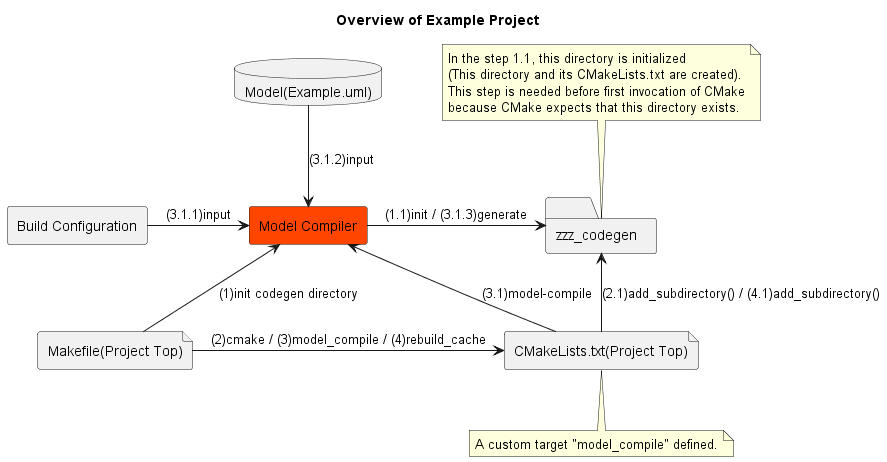 Overview of Example Project
In the step 1.1, this directory is initialized
(This directory and its CMakeLists.txt are created).
This step is needed before first invocation of CMake
because CMake expects that this directory exists.
Model(Example.uml)
(3.1.2)input
Build Configuration
(3.1.1)input
Model Compiler
(1.1)init / (3.1.3)generate
zzz_codegen
(1)init codegen directory
(3.1)model-compile
(2.1)add_subdirectory() / (4.1)add_subdirectory()
Makefile(Project Top)
(2)cmake / (3)model_compile / (4)rebuild_cache
CMakeLists.txt(Project Top)
A custom target "model_compile" defined.